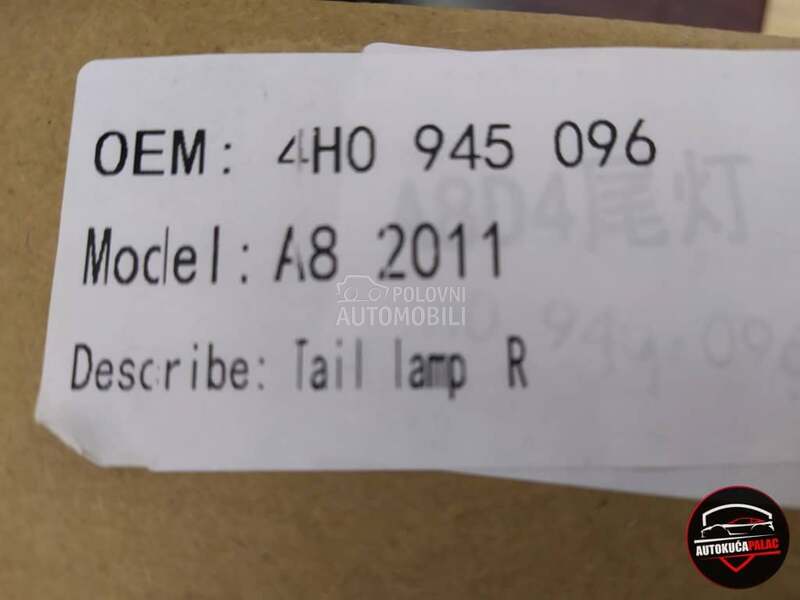 OEM: 4H0 945 096
A8D4尾灯
Model: A8 2011
POLOVNI
AUTOMOBILI
Describe: Tail lamp R
AUTOKUĆA PALAC